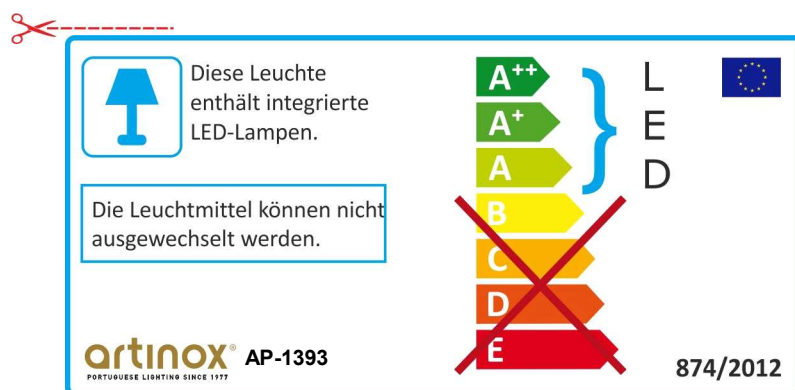 Diese Leuchte
enthält integrierte
LED-Lampen.
Die Leuchtmittel können nicht
ausgewechselt werden.
artinox® AP-1393
PORTUGUESE LIGHTING SINCE 1977
A++
A+
A
B
C
D
E
L
E
D
874/2012